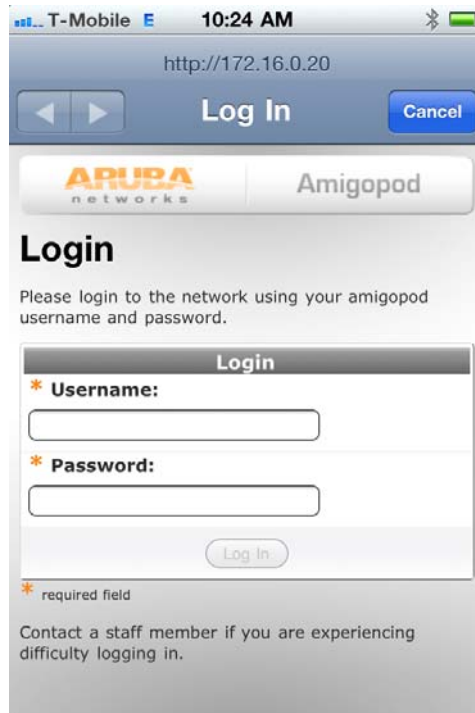 T-Mobile E 10:24 AM
http://172.16.0.20
Log In Cancel
ARUBA Amigopod
networks
Login
Please login to the network using your amigopod
username and password.
Login
* Username:
* Password:
Log In
* required field
Contact a staff member if you are experiencing
difficulty logging in.